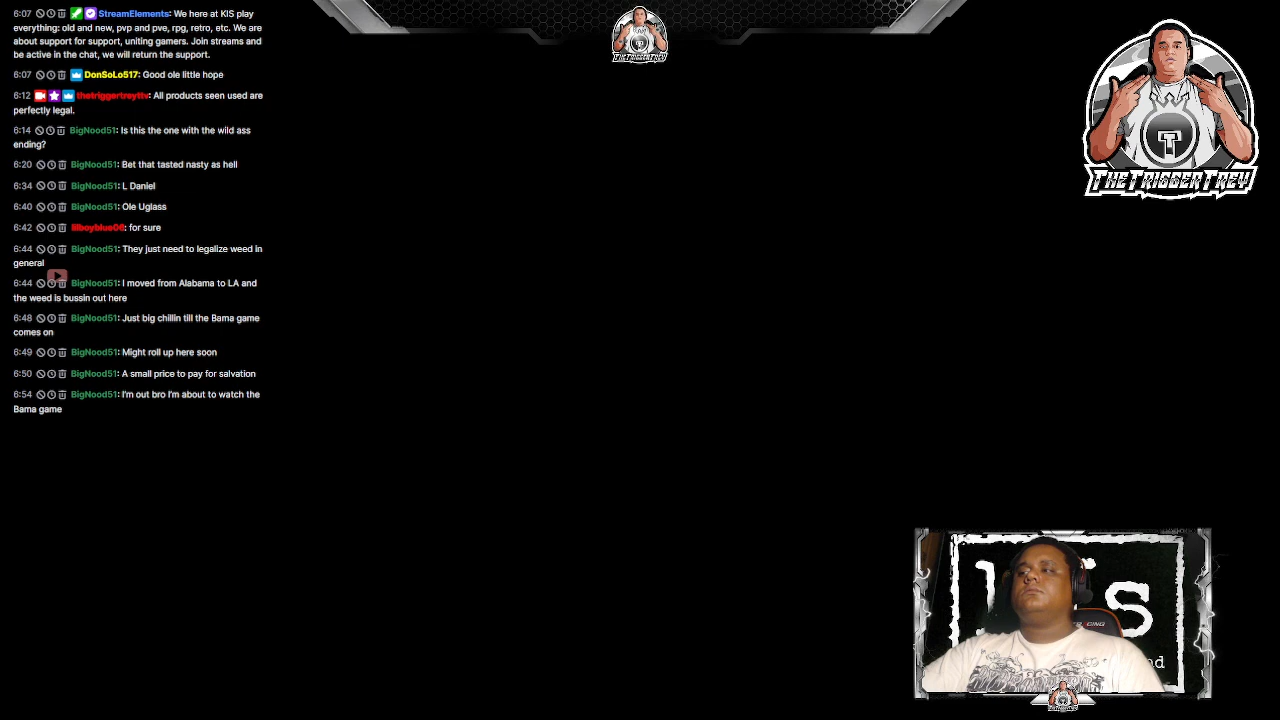 6:07 StreamElements: We here at KIS play
everything: old and new, pvp and pve, rpg, retro, etc. We are
about support for support, uniting gamers. Join streams and
be active in the chat, we will return the support.
6:07 DonSoLo517: Good ole little hope
6:12 thetriggertreyttv: All products seen used are
perfectly legal.
6:14 BigNood51: Is this the one with the wild ass
ending?
6:20 BigNood51: Bet that tasted nasty as hell
6:34 BigNood51: L Daniel
6:40 BigNood51: Ole Uglass
6:42 lilboyblue06: for sure
6:44 BigNood51: They just need to legalize weed in
general
6:44 BigNood51: I moved from Alabama to LA and
the weed is bussin out here
6:48 BigNood51: Just big chillin till the Bama game
comes on
6:49 BigNood51: Might roll up here soon
6:50 BigNood51: A small price to pay for salvation
6:54 BigNood51: I'm out bro I'm about to watch the
Bama game
THETRIGGERTREY
T
THETRIGGERTREY